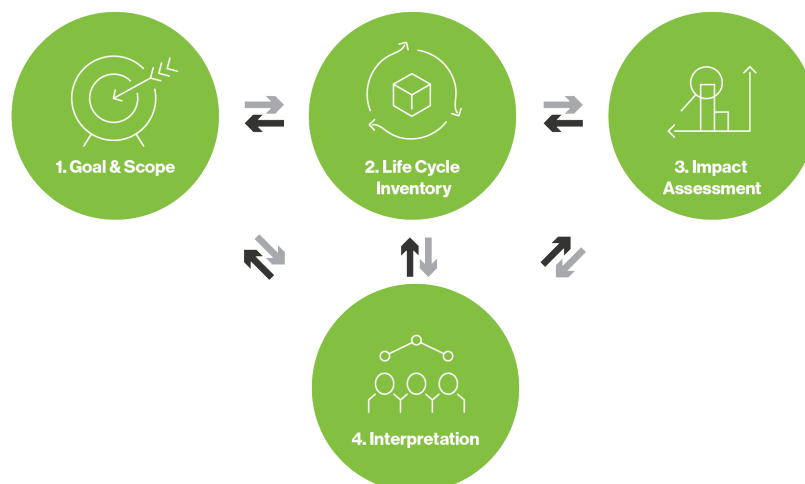 1. Goal & Scope
2. Life Cycle
Inventory
3. Impact
Assessment
4. Interpretation